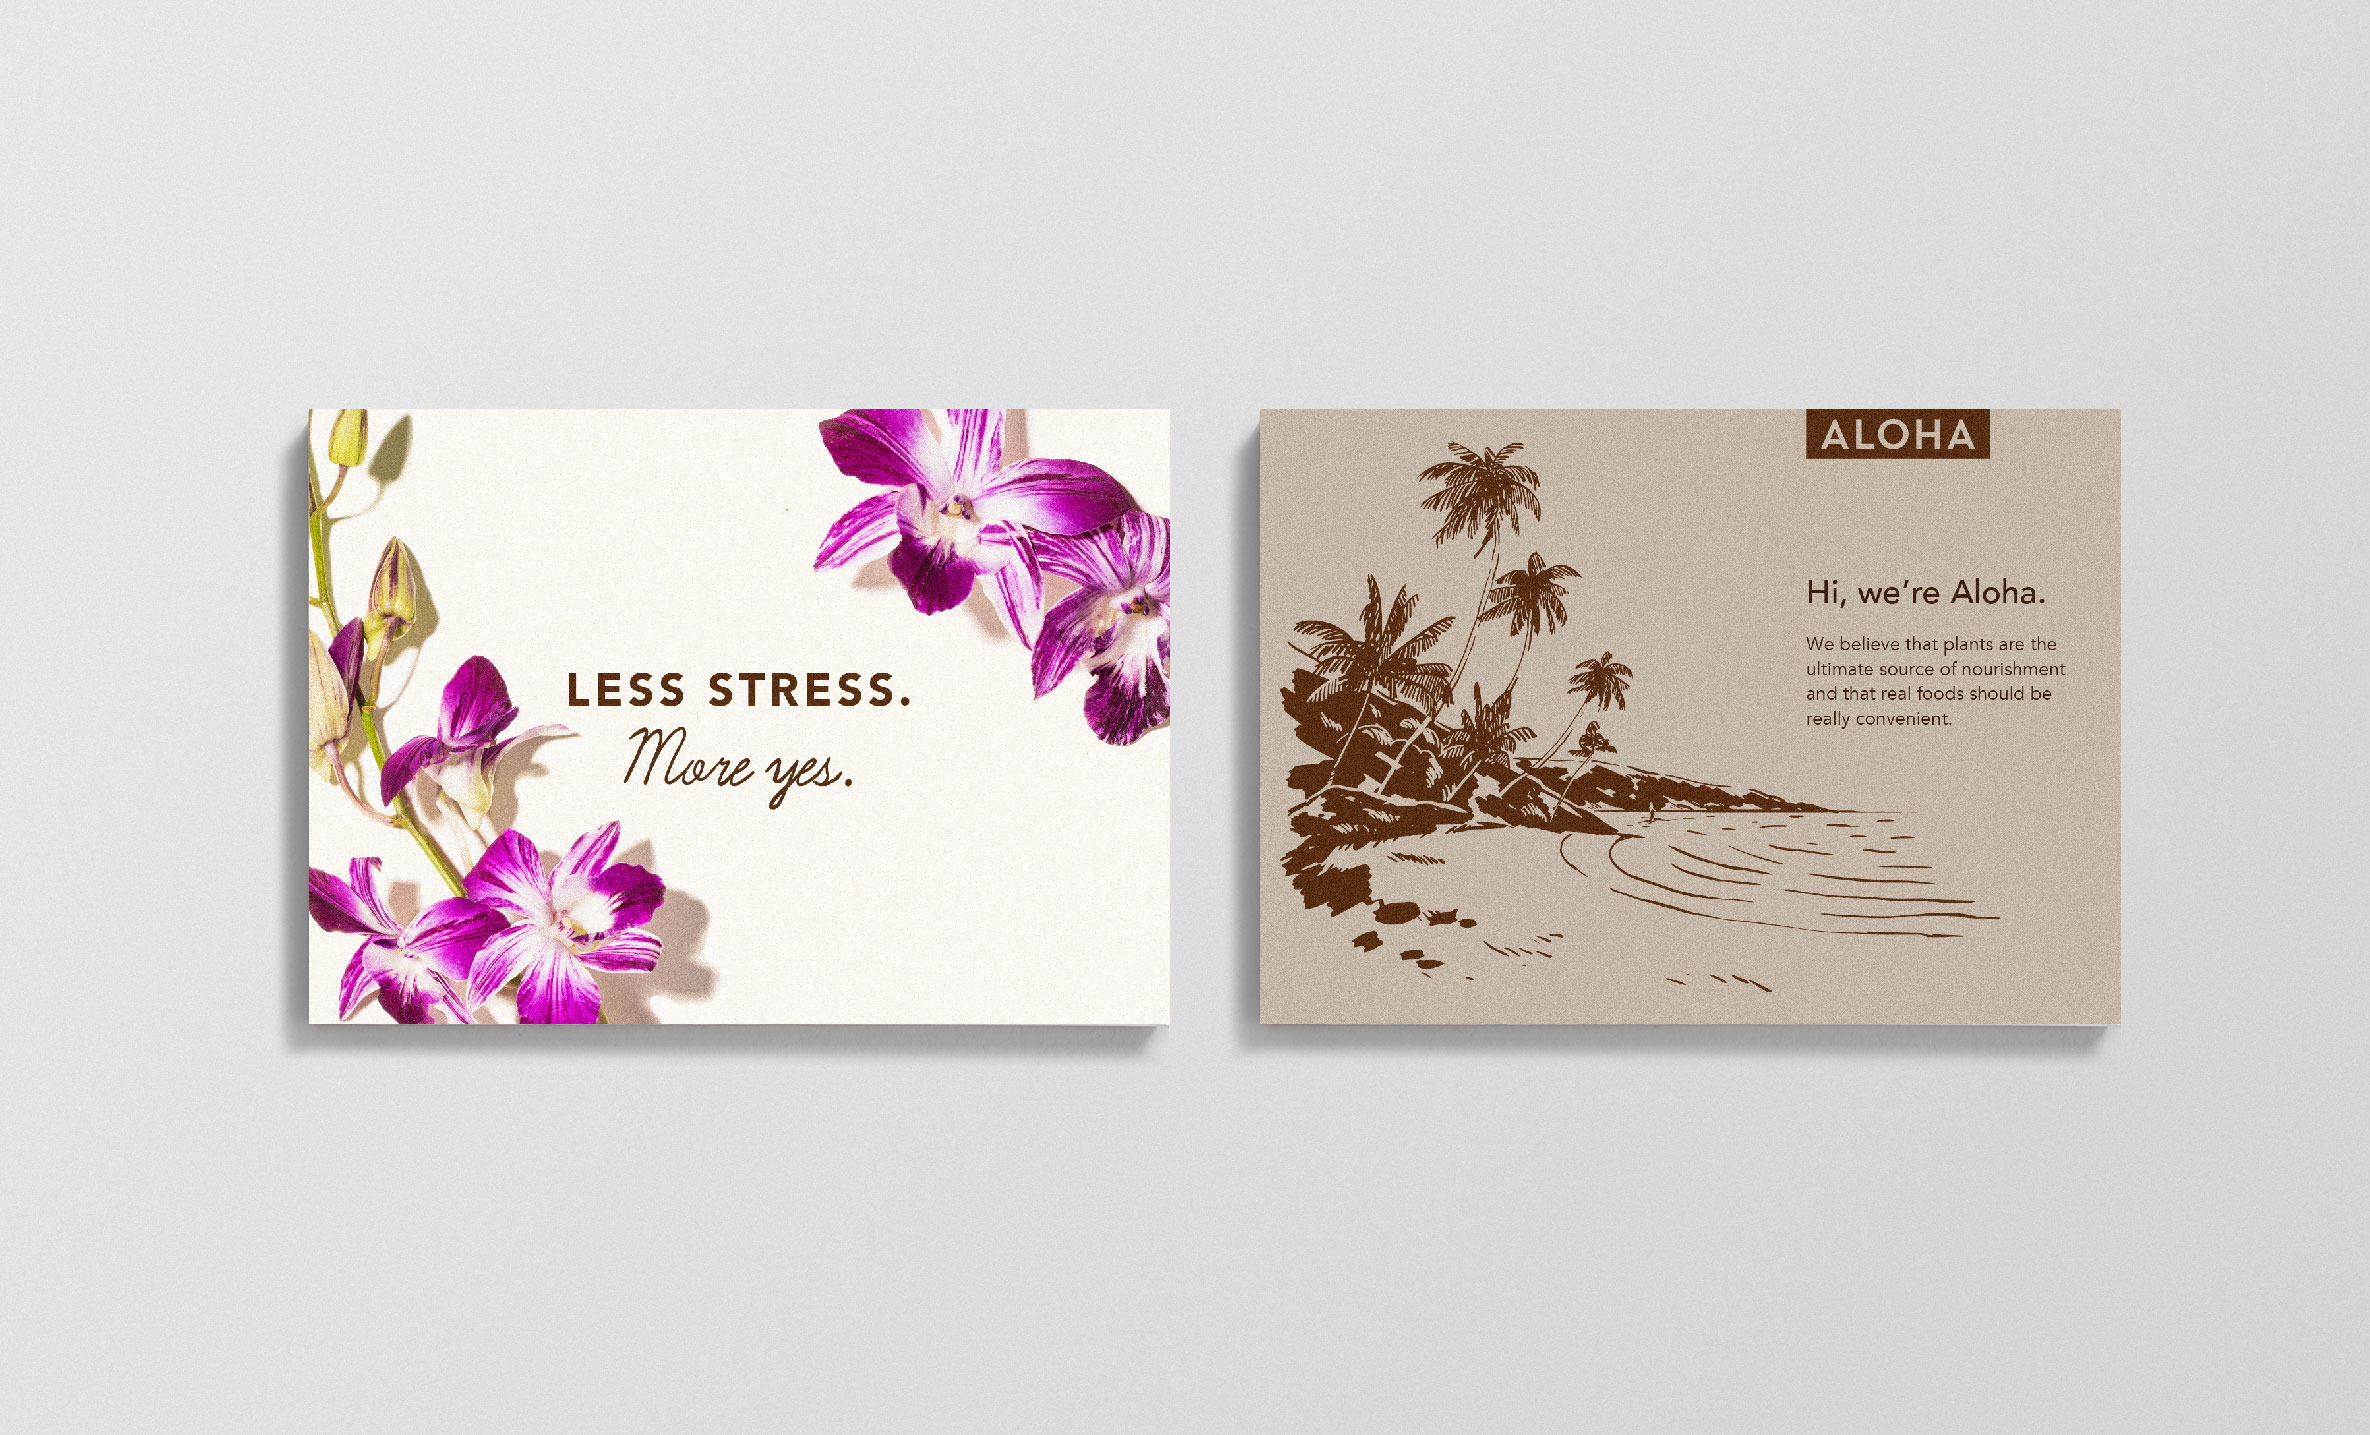 LESS STRESS.
More yes.
ALOHA
Hi, we're Aloha.
We believe that plants are the
ultimate source of nourishment
and that real foods should be
really convenient.